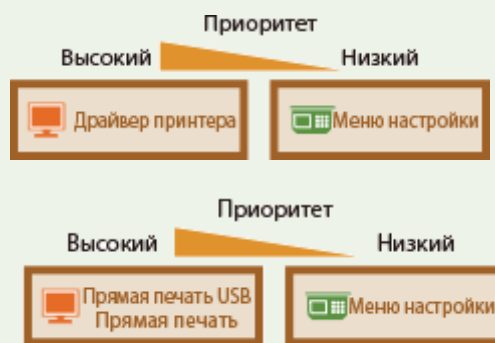 Приоритет
Высокий Низкий
Драйвер принтера Меню настройки
Приоритет
Высокий Низкий
Прямая печать USB
Прямая печать Меню настройки